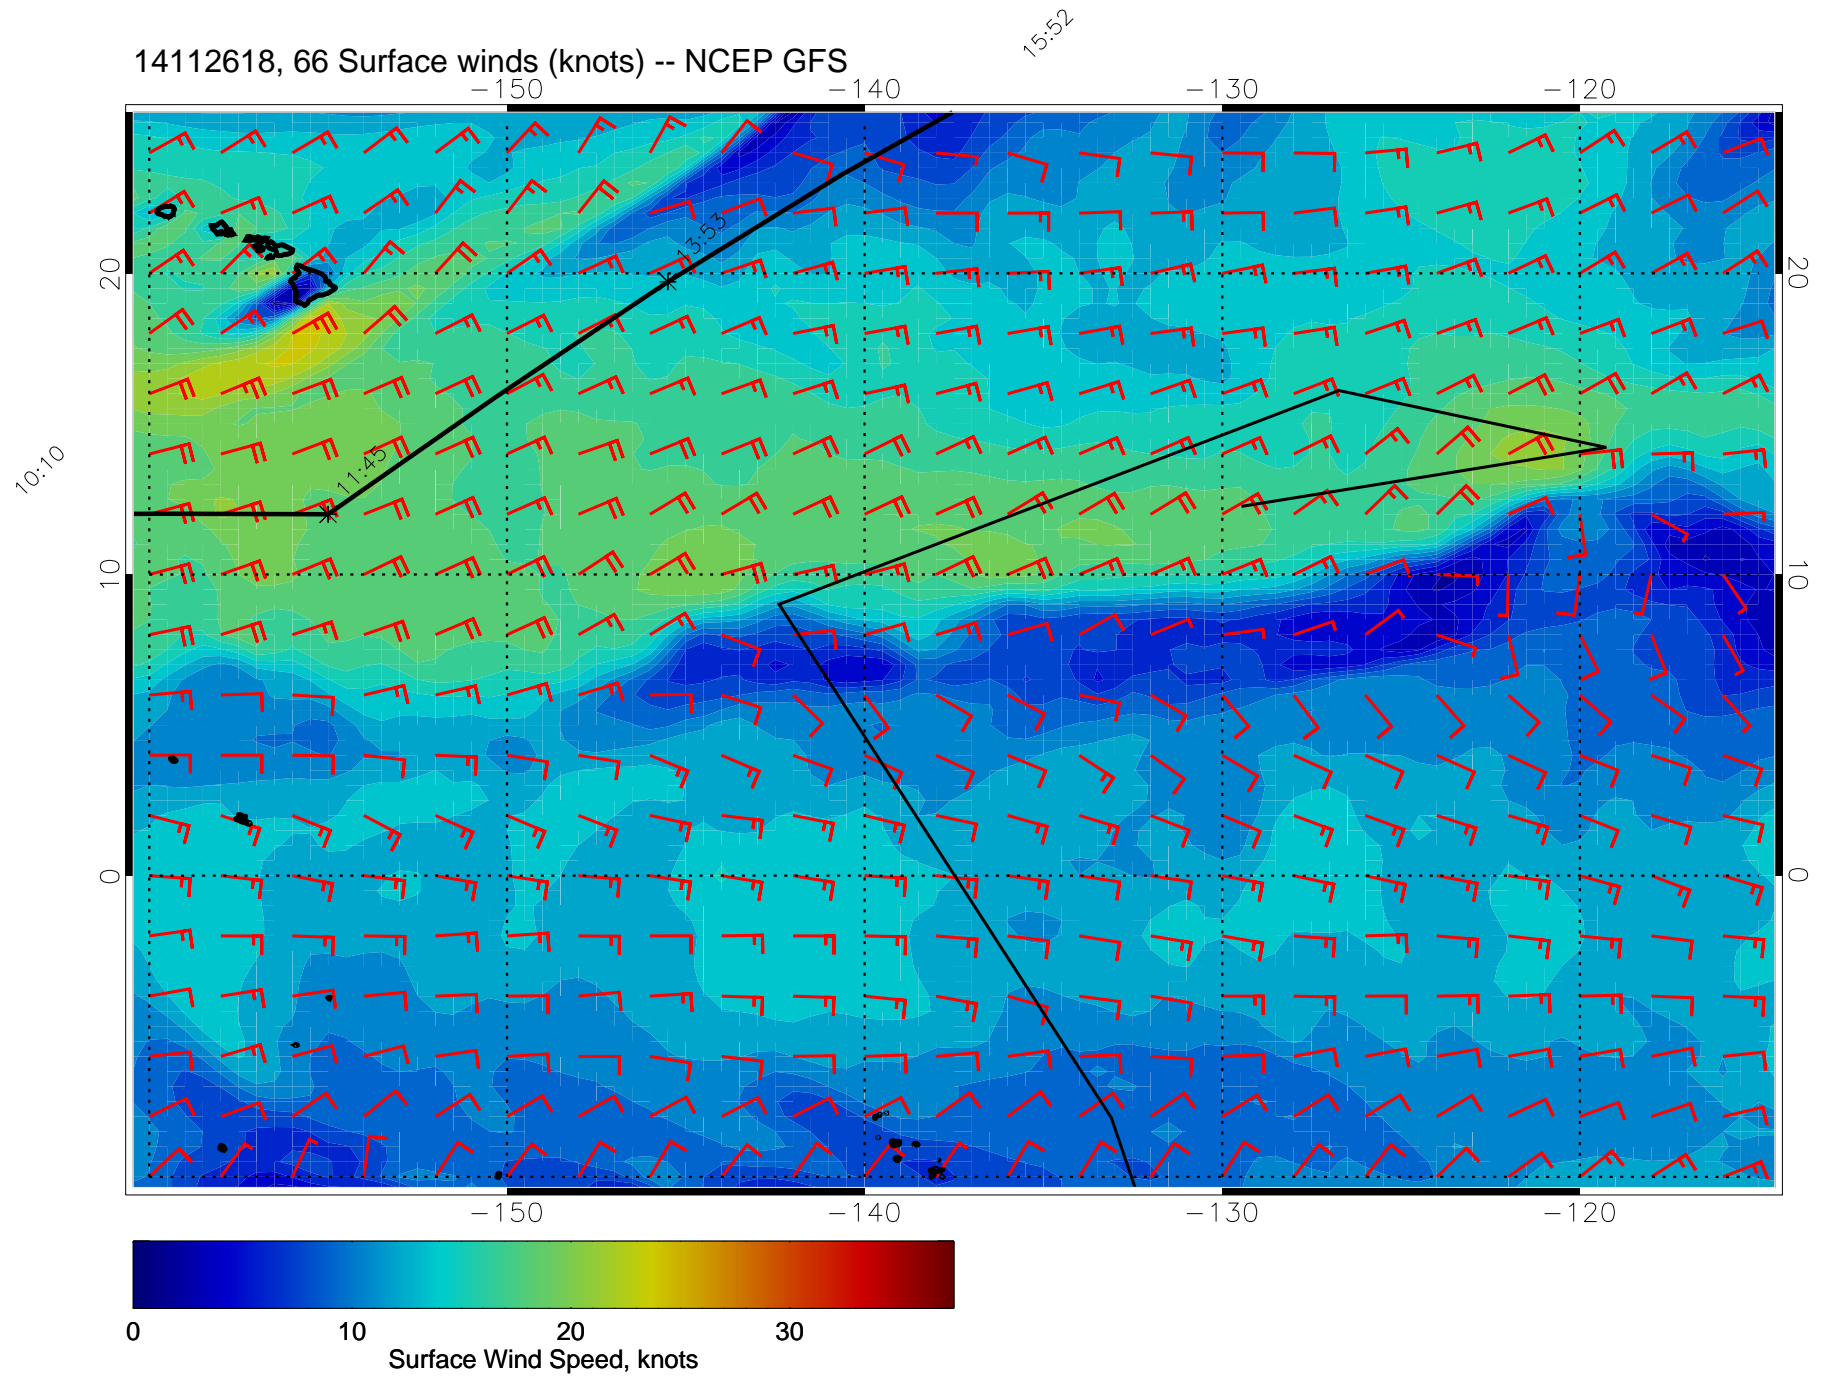 15:52
14112618, 66 Surface winds (knots) -- NCEP GFS
-150 -140 -130 -120
13:53
20 20
10:10
11:45
10 10
0 0
-150 -140 -130 -120
0 10 20 30
Surface Wind Speed, knots